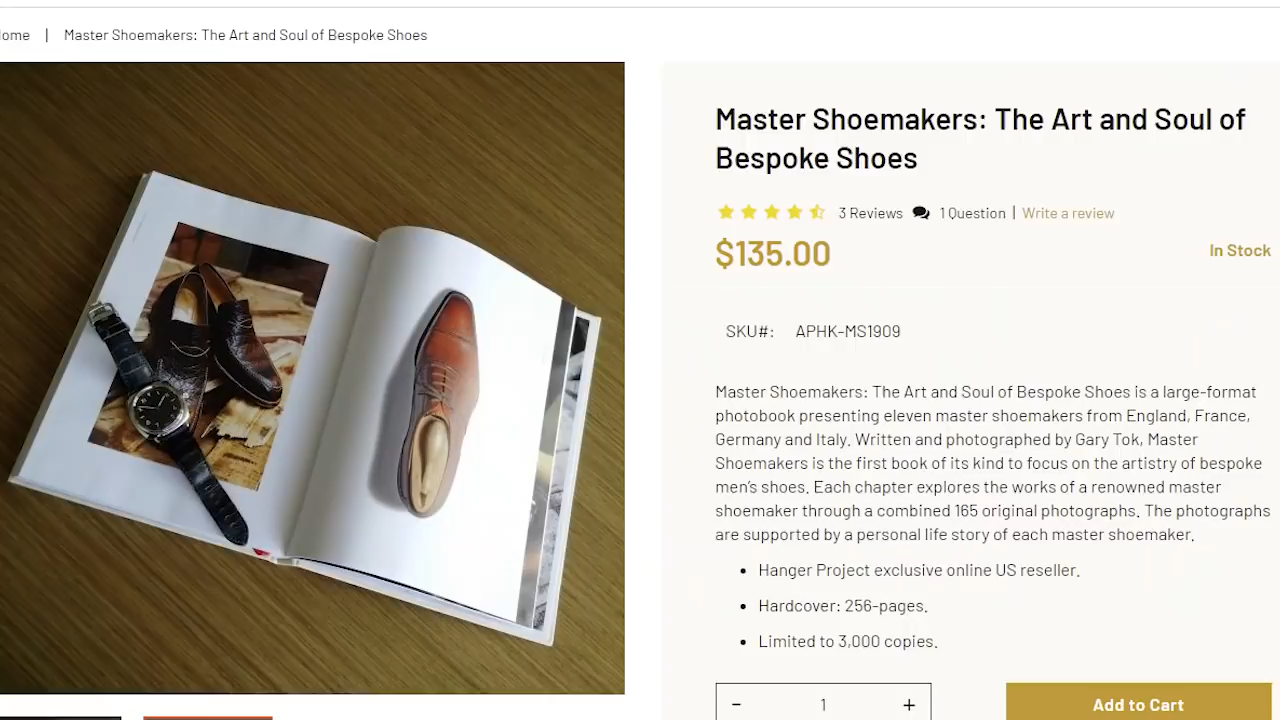 ome | Master Shoemakers: The Art and Soul of Bespoke Shoes
Master Shoemakers: The Art and Soul of
Bespoke Shoes
3 Reviews 1 Question | Write a review
$135.00
In Stock
SKU#: APHK-MS1909
Master Shoemakers: The Art and Soul of Bespoke Shoes is a large-format
photobook presenting eleven master shoemakers from England, France,
Germany and Italy. Written and photographed by Gary Tok, Master
Shoemakers is the first book of its kind to focus on the artistry of bespoke
men's shoes. Each chapter explores the works of a renowned master
shoemaker through a combined 165 original photographs. The photographs
are supported by a personal life story of each master shoemaker.
• Hanger Project exclusive online US reseller.
• Hardcover: 256-pages.
• Limited to 3,000 copies.
- 1 +
Add to Cart